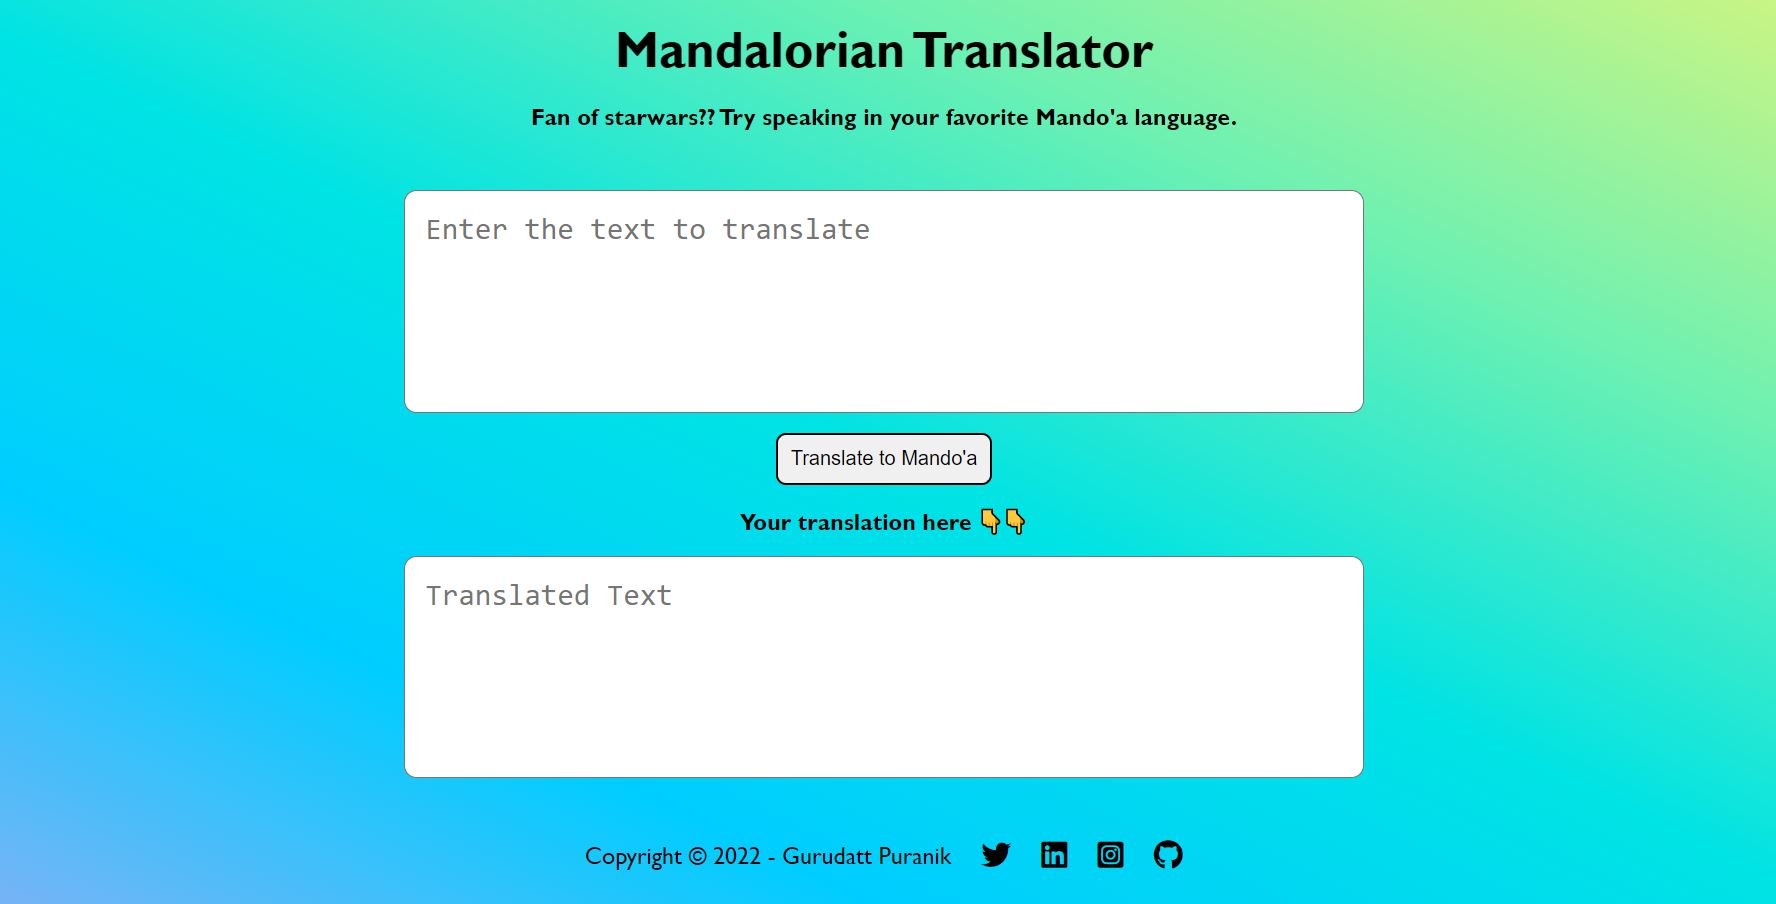 Mandalorian Translator
Fan of starwars?? Try speaking in your favorite Mando'a language.
Enter the text to translate
Translate to Mando'a
Your translation here 👇👇
Translated Text
Copyright © 2022 - Gurudatt Puranik